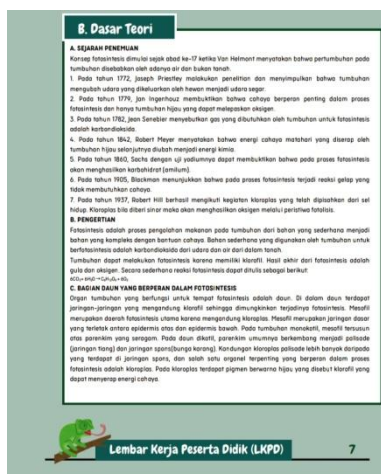 B. Dasar Teori
A. SEJARAH PENEMUAN
Konsep fotosintesis dimulai sejak abad ke-17 ketika Van Helmont menyatakan bahwa pertumbuhan pada
tumbuhan disebabkan oleh adanya air dan bukan tanah.
1. Pada tahun 1772, Joseph Priestley malakukan penelitian dan menyimpulkan bahwa tumbuhan
mengubah udara yang dikeluarkan oleh hewan menjadi udara segar.
2. Pada tahun 1779, Jan Ingenhousz membuktikan bahwa cahaya berperan penting dalam proses
fotosintesis dan hanya tumbuhan hijau yang dapat melepaskan oksigen.
3. Pada tahun 1782, Jean Senebier menyebutkan gas yang dibutuhkan oleh tumbuhan untuk fotosintesis
adalah karbondioksida.
4. Pada tahun 1842, Robert Mayer menyatakan bahwa energi cahaya matahari yang diserap oleh
tumbuhan hijau selanjutnya diubah menjadi energi kimia.
5. Pada tahun 1860, Sachs dengan uji yodiumnya dapat membuktikan bahwa pada proses fotosintesis
akan menghasilkan karbohidrat (amilum).
6. Pada tahun 1905, Blackman menunjukkan bahwa pada proses fotosintesis terjadi reaksi gelap yang
tidak membutuhkan cahaya.
7. Pada tahun 1937, Robert Hill berhasil mengikuti kegiatan kloroplas yang telah dipisahkan dari sel
hidup. Kloroplas bila diberi sinar maka akan menghasilkan oksigen melalui peristiwa fotolisis.
B. PENGERTIAN
Fotosintesis adalah proses pengolahan makanan pada tumbuhan dari bahan yang sederhana menjadi
bahan yang kompleks dengan bantuan cahaya. Bahan sederhana yang digunakan oleh tumbuhan untuk
berfotosintesis adalah karbondioksida dari udara dan air dari dalam tanah.
Tumbuhan dapat melakukan fotosintesis karena memiliki klorofil. Hasil akhir dari fotosintesis adalah
gula dan oksigen. Secara sederhana reaksi fotosintesis dapat ditulis sebagai berikut:
6CO₂ + 6H₂O → C₆H₁₂O₆ + 6O₂
C. BAGIAN DAUN YANG BERPERAN DALAM FOTOSINTESIS
Organ tumbuhan yang berfungsi untuk tempat fotosintesis adalah daun. Di dalam daun terdapat
jaringan-jaringan yang mengandung klorofil sehingga dimungkinkan terjadinya fotosintesis. Mesofil
merupakan daerah fotosintesis utama karena mengandung kloroplas. Mesofil merupakan jaringan dasar
yang terletak antara epidermis atas dan epidermis bawah. Pada tumbuhan monokotil, mesofil tersusun
atas parenkim yang seragam. Pada daun dikotil, parenkim umumnya berkembang menjadi palisade
(jaringan tiang) dan jaringan spons(bunga karang). Kandungan kloroplas palisade lebih banyak daripada
yang terdapat di jaringan spons, dan salah satu organel terpenting yang berperan dalam proses
fotosintesis adalah kloroplas. Pada kloroplas terdapat pigmen berwarna hijau yang disebut klorofil yang
dapat menyerap energi cahaya.
Lembar Kerja Peserta Didik (LKPD)
7